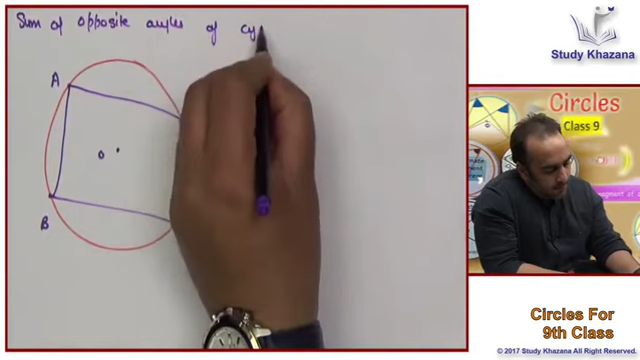 Sum of opposite angles of cy
A
B
o
Study Khazana
Circles
Class 9
Circles For
9th Class
© 2017 Study Khazana All Right Reserved.